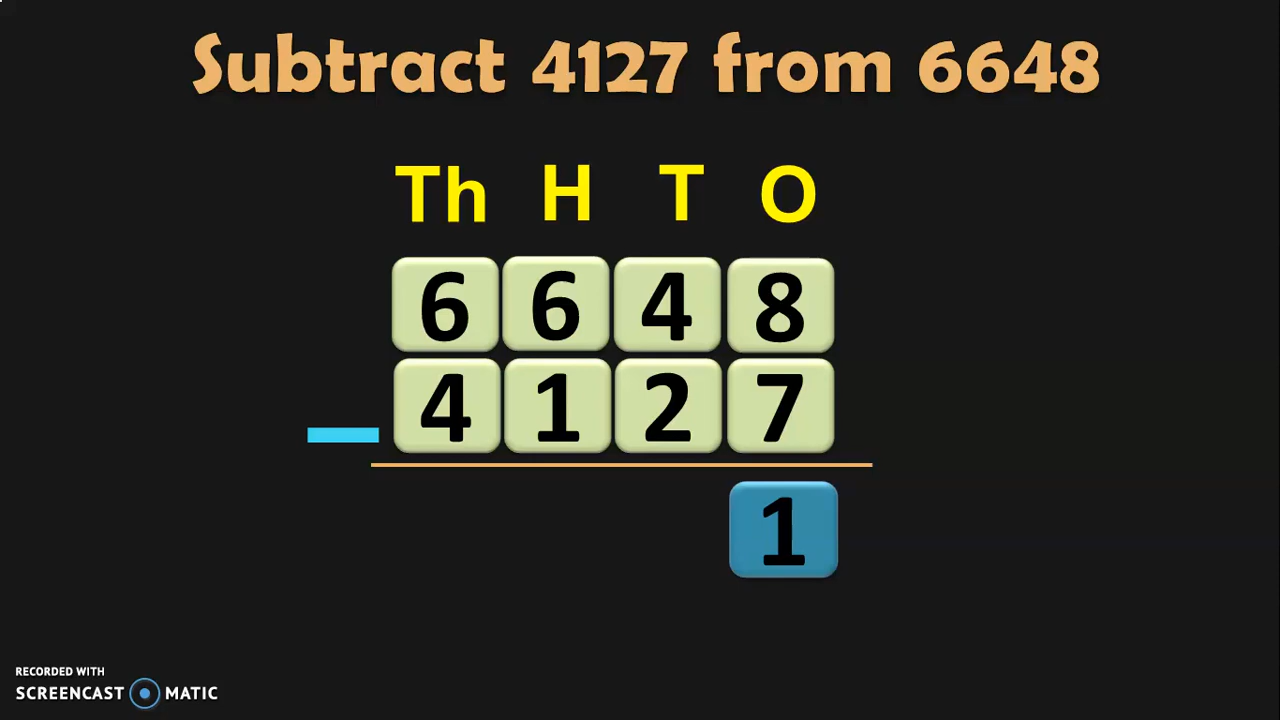 Subtract 4127 from 6648
Th H T O
6 6 4 8
4 1 2 7
1
RECORDED WITH
SCREENCAST MATIC